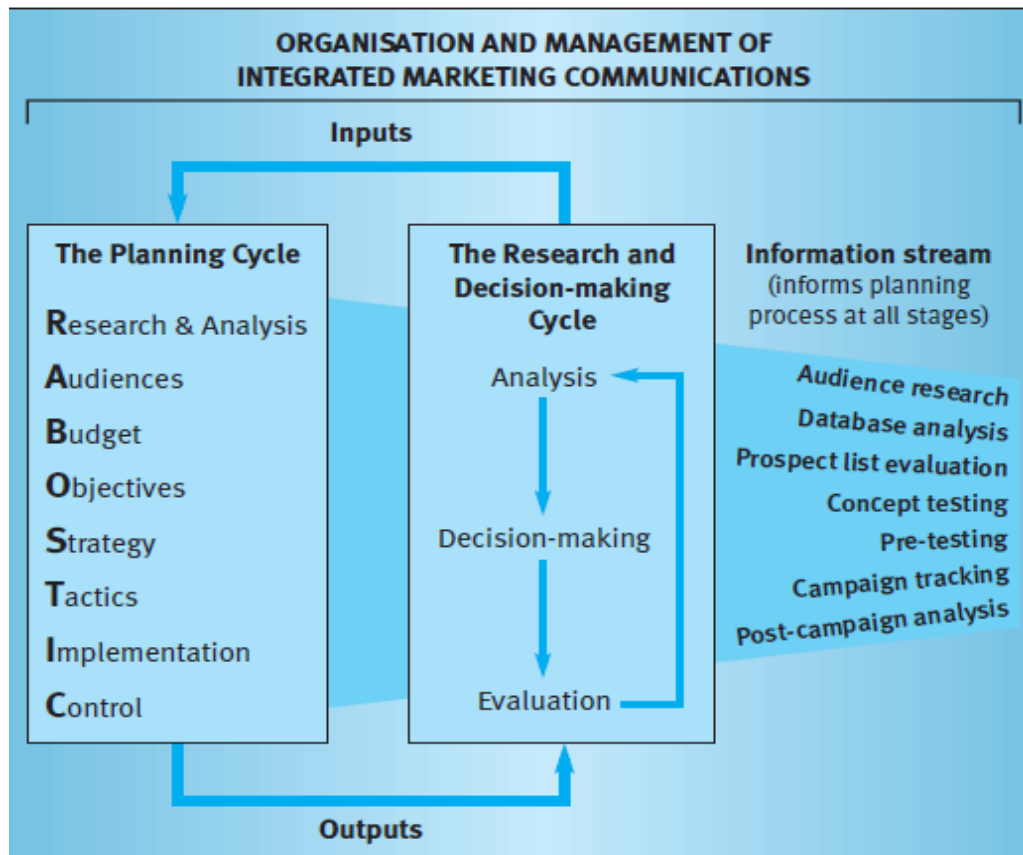 ORGANISATION AND MANAGEMENT OF
INTEGRATED MARKETING COMMUNICATIONS
Inputs
The Planning Cycle
Research & Analysis
Audiences
Budget
Objectives
Strategy
Tactics
Implementation
Control
The Research and
Decision-making
Cycle
Analysis
Decision-making
Evaluation
Information stream
(informs planning
process at all stages)
Audience research
Database analysis
Prospect list evaluation
Concept testing
Pre-testing
Campaign tracking
Post-campaign analysis
Outputs